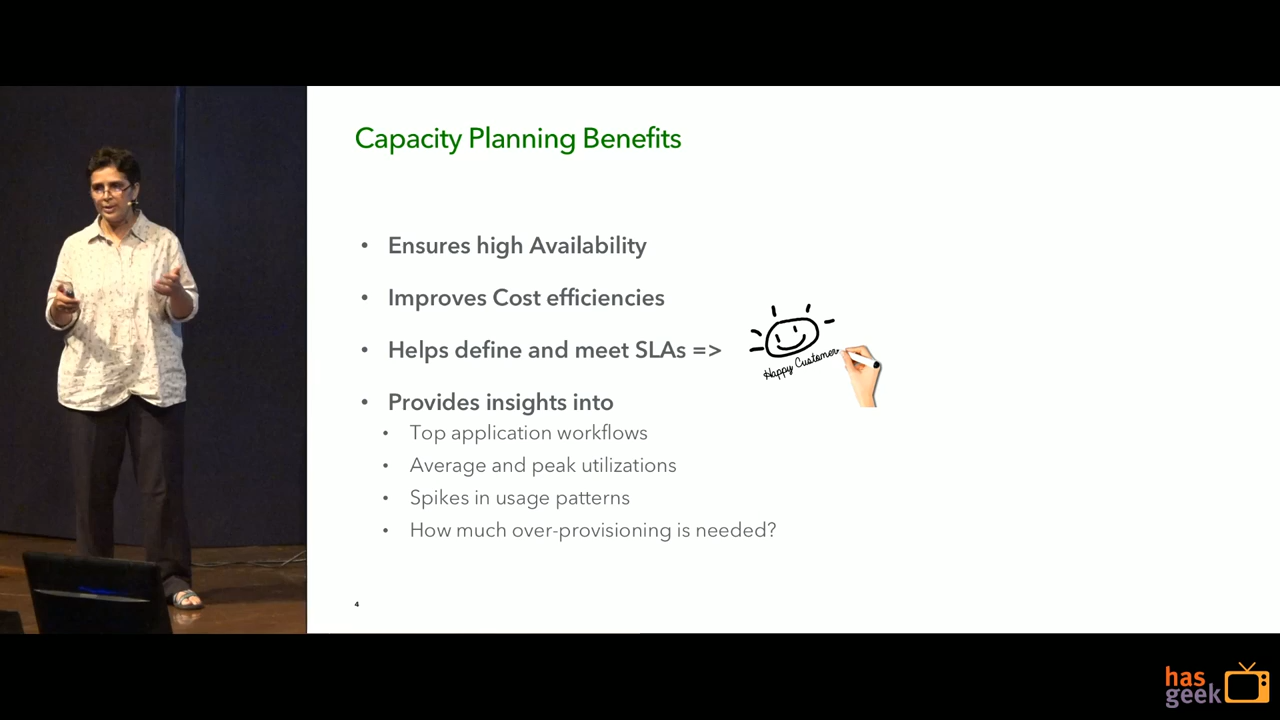 Capacity Planning Benefits
• Ensures high Availability
• Improves Cost efficiencies
• Helps define and meet SLAs =>
Happy Customer
• Provides insights into
• Top application workflows
• Average and peak utilizations
• Spikes in usage patterns
• How much over-provisioning is needed?
4
has
geek